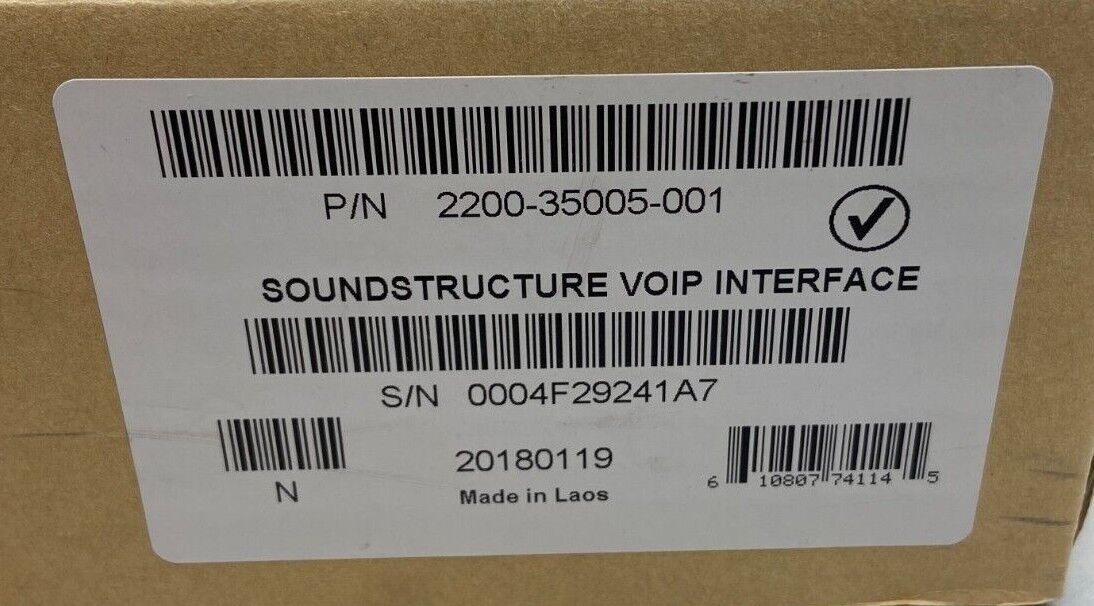 P/N 2200-35005-001
SOUNDSTRUCTURE VOIP INTERFACE
S/N 0004F29241A7
N
20180119
Made in Laos
6 10807 74114 5